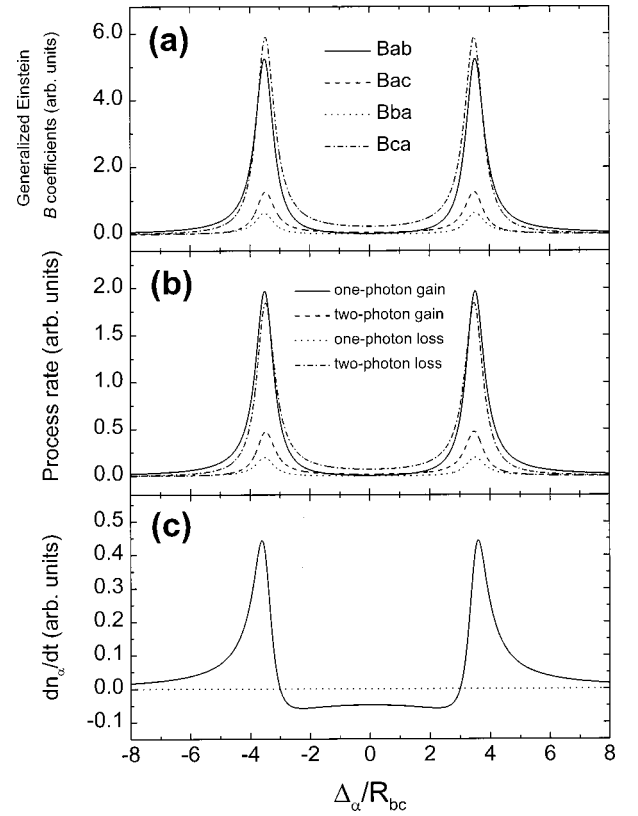 (a)
Generalized Einstein
B coefficients (arb. units)
6.0
4.0
2.0
0.0
Bab
Bac
Bba
Bca
(b)
Process rate (arb. units)
2.0
1.5
1.0
0.5
0.0
one-photon gain
two-photon gain
one-photon loss
two-photon loss
(c)
dnα/dt (arb. units)
0.5
0.4
0.3
0.2
0.1
0.0
-0.1
-8 -6 -4 -2 0 2 4 6 8
Δα/Rbc